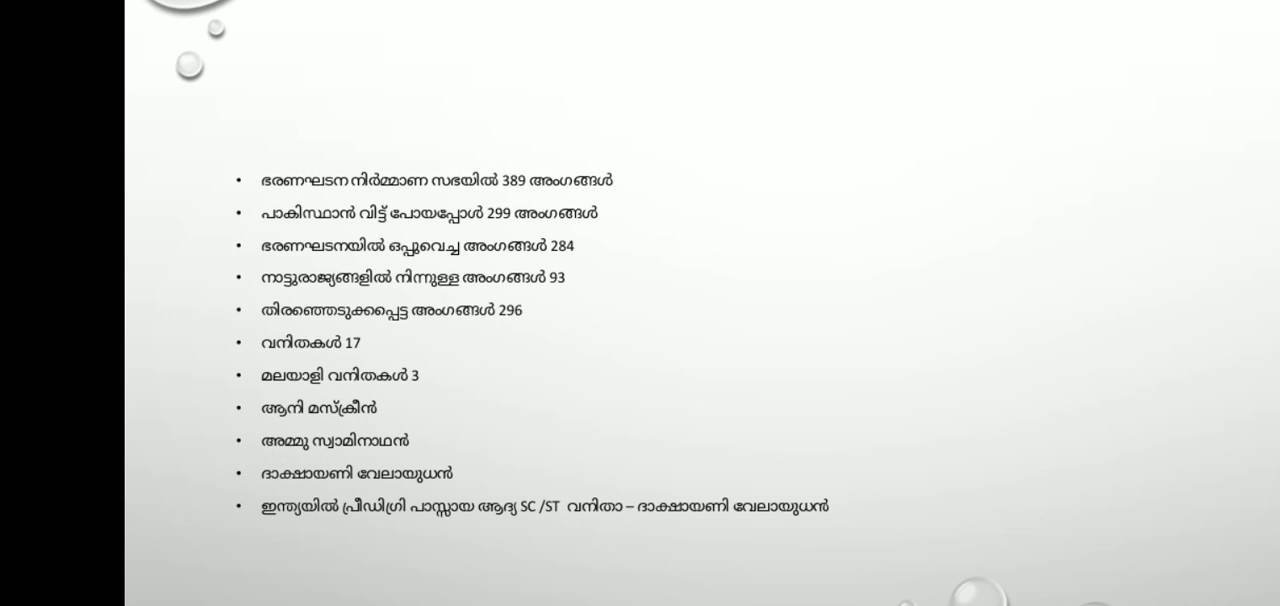 • ഭരണഘടന നിർമ്മാണ സഭയിൽ 389 അംഗങ്ങൾ
• പാകിസ്ഥാൻ വിട്ട് പോയപ്പോൾ 299 അംഗങ്ങൾ
• ഭരണഘടനയിൽ ഒപ്പുവെച്ച അംഗങ്ങൾ 284
• നാട്ടുരാജ്യങ്ങളിൽ നിന്നുള്ള അംഗങ്ങൾ 93
• തിരഞ്ഞെടുക്കപ്പെട്ട അംഗങ്ങൾ 296
• വനിതകൾ 17
• മലയാളി വനിതകൾ 3
• ആനി മസ്ക്രീൻ
• അമ്മു സ്വാമിനാഥൻ
• ദാക്ഷായണി വേലായുധൻ
• ഇന്ത്യയിൽ പ്രീഡിഗ്രി പാസ്സായ ആദ്യ SC /ST വനിതാ – ദാക്ഷായണി വേലായുധൻ